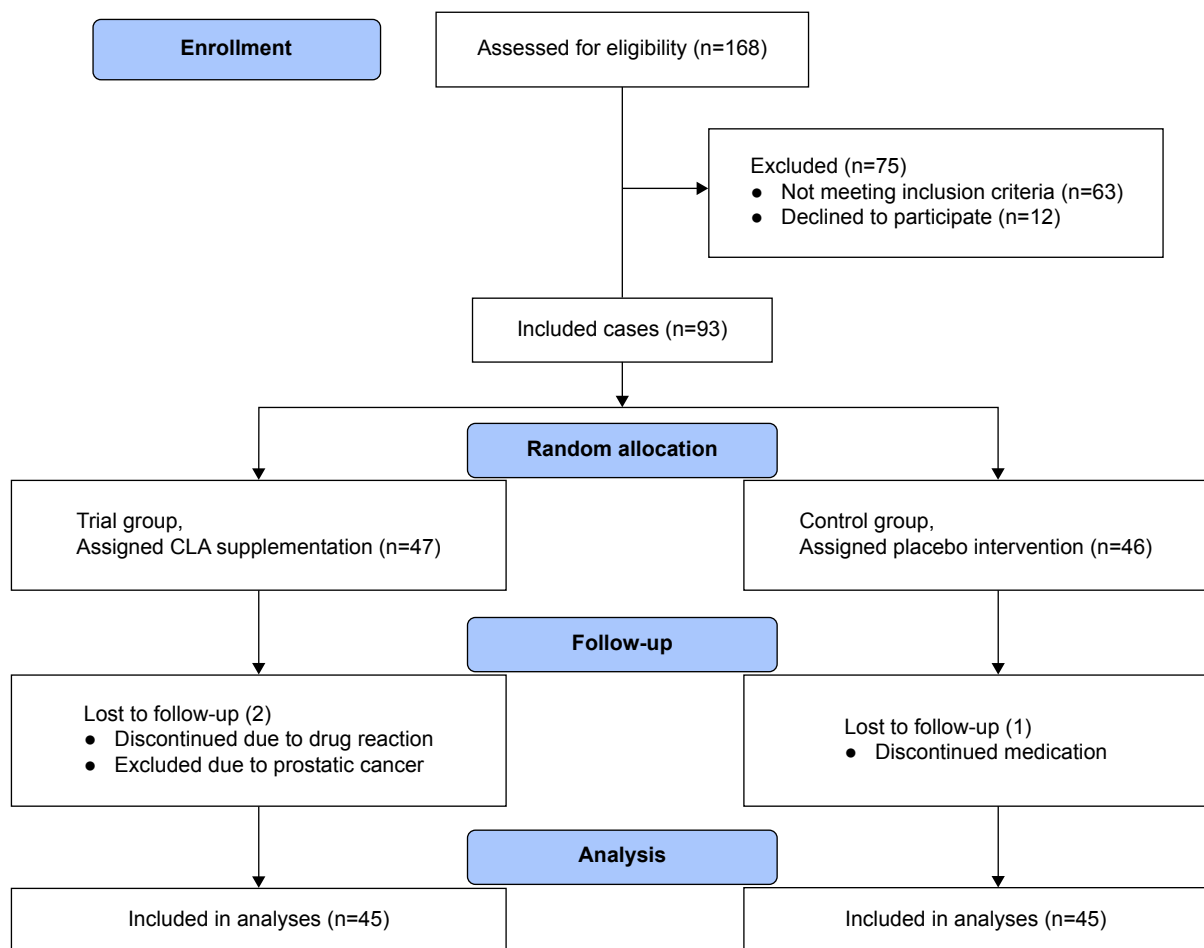 Enrollment
Assessed for eligibility (n=168)
Excluded (n=75)
● Not meeting inclusion criteria (n=63)
● Declined to participate (n=12)
Included cases (n=93)
Random allocation
Trial group,
Assigned CLA supplementation (n=47)
Control group,
Assigned placebo intervention (n=46)
Follow-up
Lost to follow-up (2)
● Discontinued due to drug reaction
● Excluded due to prostatic cancer
Lost to follow-up (1)
● Discontinued medication
Analysis
Included in analyses (n=45)
Included in analyses (n=45)